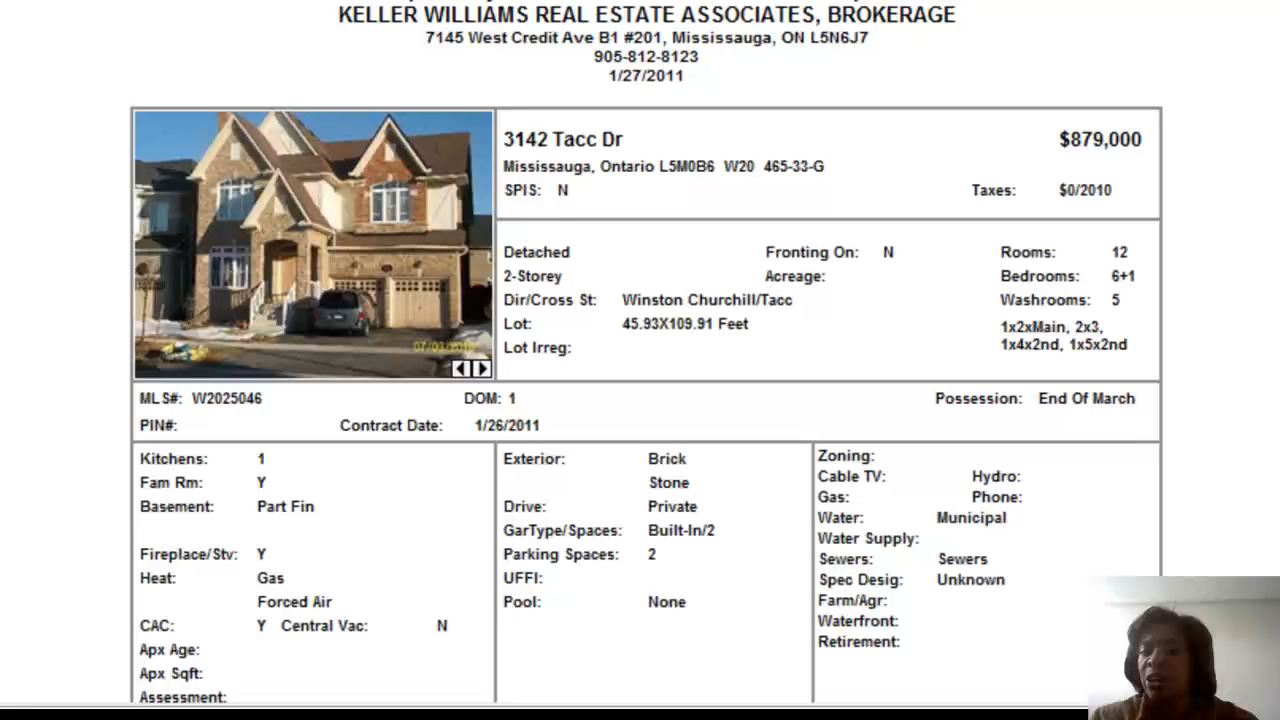 KELLER WILLIAMS REAL ESTATE ASSOCIATES, BROKERAGE
7145 West Credit Ave B1 #201, Mississauga, ON L5N6J7
905-812-8123
1/27/2011
3142 Tacc Dr $879,000
Mississauga, Ontario L5M0B6 W20 465-33-G
SPIS: N Taxes: $0/2010
Detached Fronting On: N Rooms: 12
2-Storey Acreage: Bedrooms: 6+1
Dir/Cross St: Winston Churchill/Tacc Washrooms: 5
Lot: 45.93X109.91 Feet 1x2xMain, 2x3,
Lot Irreg: 1x4x2nd, 1x5x2nd
MLS#: W2025046 DOM: 1 Possession: End Of March
PIN#: Contract Date: 1/26/2011
Kitchens: 1
Fam Rm: Y
Basement: Part Fin
Fireplace/Stv: Y
Heat: Gas
Forced Air
CAC: Y Central Vac: N
Apx Age:
Apx Sqft:
Assessment:
Exterior: Brick
Stone
Drive: Private
GarType/Spaces: Built-In/2
Parking Spaces: 2
UFFI:
Pool: None
Zoning:
Cable TV: Hydro:
Gas: Phone:
Water: Municipal
Water Supply:
Sewers: Sewers
Spec Desig: Unknown
Farm/Agr:
Waterfront:
Retirement: